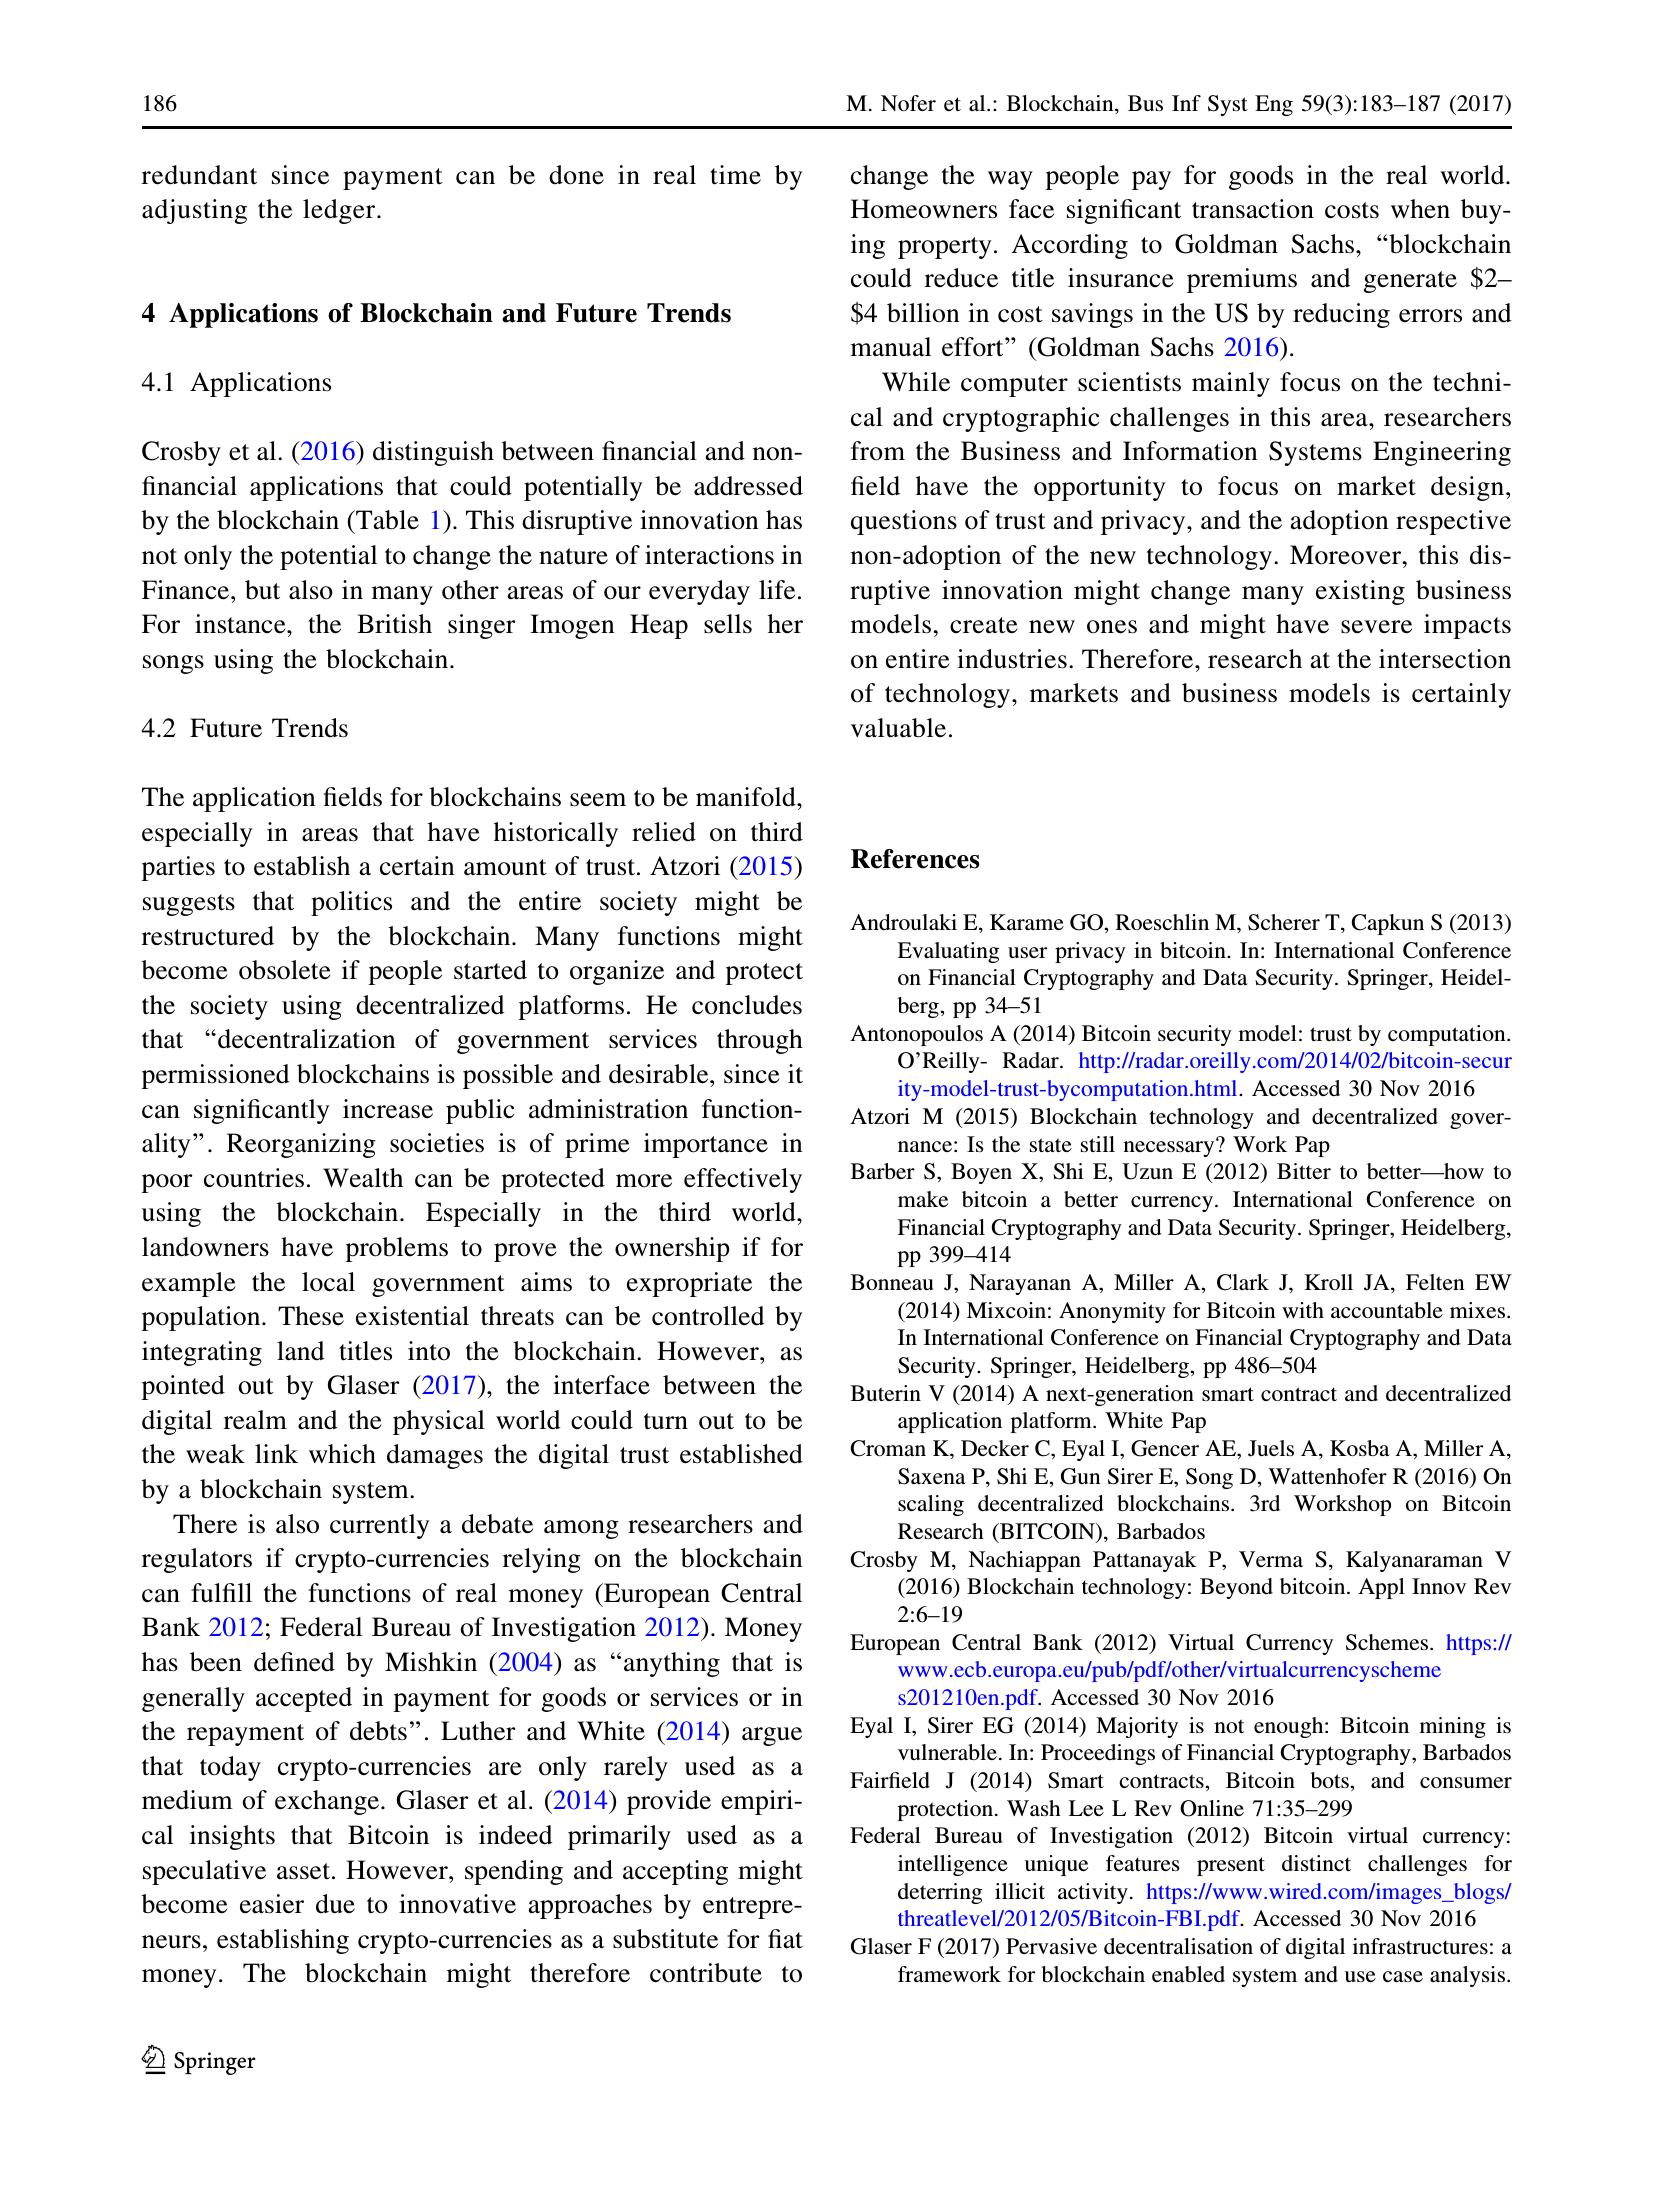 186
M. Nofer et al.: Blockchain, Bus Inf Syst Eng 59(3):183–187 (2017)
redundant since payment can be done in real time by
adjusting the ledger.
4 Applications of Blockchain and Future Trends
4.1 Applications
Crosby et al. (2016) distinguish between financial and non-
financial applications that could potentially be addressed
by the blockchain (Table 1). This disruptive innovation has
not only the potential to change the nature of interactions in
Finance, but also in many other areas of our everyday life.
For instance, the British singer Imogen Heap sells her
songs using the blockchain.
4.2 Future Trends
The application fields for blockchains seem to be manifold,
especially in areas that have historically relied on third
parties to establish a certain amount of trust. Atzori (2015)
suggests that politics and the entire society might be
restructured by the blockchain. Many functions might
become obsolete if people started to organize and protect
the society using decentralized platforms. He concludes
that “decentralization of government services through
permissioned blockchains is possible and desirable, since it
can significantly increase public administration function-
ality”. Reorganizing societies is of prime importance in
poor countries. Wealth can be protected more effectively
using the blockchain. Especially in the third world,
landowners have problems to prove the ownership if for
example the local government aims to expropriate the
population. These existential threats can be controlled by
integrating land titles into the blockchain. However, as
pointed out by Glaser (2017), the interface between the
digital realm and the physical world could turn out to be
the weak link which damages the digital trust established
by a blockchain system.
There is also currently a debate among researchers and
regulators if crypto-currencies relying on the blockchain
can fulfill the functions of real money (European Central
Bank 2012; Federal Bureau of Investigation 2012). Money
has been defined by Mishkin (2004) as “anything that is
generally accepted in payment for goods or services or in
the repayment of debts”. Luther and White (2014) argue
that today crypto-currencies are only rarely used as a
medium of exchange. Glaser et al. (2014) provide empiri-
cal insights that Bitcoin is indeed primarily used as a
speculative asset. However, spending and accepting might
become easier due to innovative approaches by entrepre-
neurs, establishing crypto-currencies as a substitute for fiat
money. The blockchain might therefore contribute to
change the way people pay for goods in the real world.
Homeowners face significant transaction costs when buy-
ing property. According to Goldman Sachs, “blockchain
could reduce title insurance premiums and generate $2–
$4 billion in cost savings in the US by reducing errors and
manual effort” (Goldman Sachs 2016).
While computer scientists mainly focus on the techni-
cal and cryptographic challenges in this area, researchers
from the Business and Information Systems Engineering
field have the opportunity to focus on market design,
questions of trust and privacy, and the adoption respective
non-adoption of the new technology. Moreover, this dis-
ruptive innovation might change many existing business
models, create new ones and might have severe impacts
on entire industries. Therefore, research at the intersection
of technology, markets and business models is certainly
valuable.
References
Androulaki E, Karame GO, Roeschlin M, Scherer T, Capkun S (2013)
Evaluating user privacy in bitcoin. In: International Conference
on Financial Cryptography and Data Security. Springer, Heidel-
berg, pp 34–51
Antonopoulos A (2014) Bitcoin security model: trust by computation.
O’Reilly- Radar. http://radar.oreilly.com/2014/02/bitcoin-secur
ity-model-trust-bycomputation.html. Accessed 30 Nov 2016
Atzori M (2015) Blockchain technology and decentralized gover-
nance: Is the state still necessary? Work Pap
Barber S, Boyen X, Shi E, Uzun E (2012) Bitter to better—how to
make bitcoin a better currency. International Conference on
Financial Cryptography and Data Security. Springer, Heidelberg,
pp 399–414
Bonneau J, Narayanan A, Miller A, Clark J, Kroll JA, Felten EW
(2014) Mixcoin: Anonymity for Bitcoin with accountable mixes.
In International Conference on Financial Cryptography and Data
Security. Springer, Heidelberg, pp 486–504
Buterin V (2014) A next-generation smart contract and decentralized
application platform. White Pap
Croman K, Decker C, Eyal I, Gencer AE, Juels A, Kosba A, Miller A,
Saxena P, Shi E, Gun Sirer E, Song D, Wattenhofer R (2016) On
scaling decentralized blockchains. 3rd Workshop on Bitcoin
Research (BITCOIN), Barbados
Crosby M, Nachiappan Pattanayak P, Verma S, Kalyanaraman V
(2016) Blockchain technology: Beyond bitcoin. Appl Innov Rev
2:6–19
European Central Bank (2012) Virtual Currency Schemes. https://
www.ecb.europa.eu/pub/pdf/other/virtualcurrencyscheme
s201210en.pdf. Accessed 30 Nov 2016
Eyal I, Sirer EG (2014) Majority is not enough: Bitcoin mining is
vulnerable. In: Proceedings of Financial Cryptography, Barbados
Fairfield J (2014) Smart contracts, Bitcoin bots, and consumer
protection. Wash Lee L Rev Online 71:35–299
Federal Bureau of Investigation (2012) Bitcoin virtual currency:
intelligence unique features present distinct challenges for
deterring illicit activity. https://www.wired.com/images_blogs/
threatlevel/2012/05/Bitcoin-FBI.pdf. Accessed 30 Nov 2016
Glaser F (2017) Pervasive decentralisation of digital infrastructures: a
framework for blockchain enabled system and use case analysis.
Springer